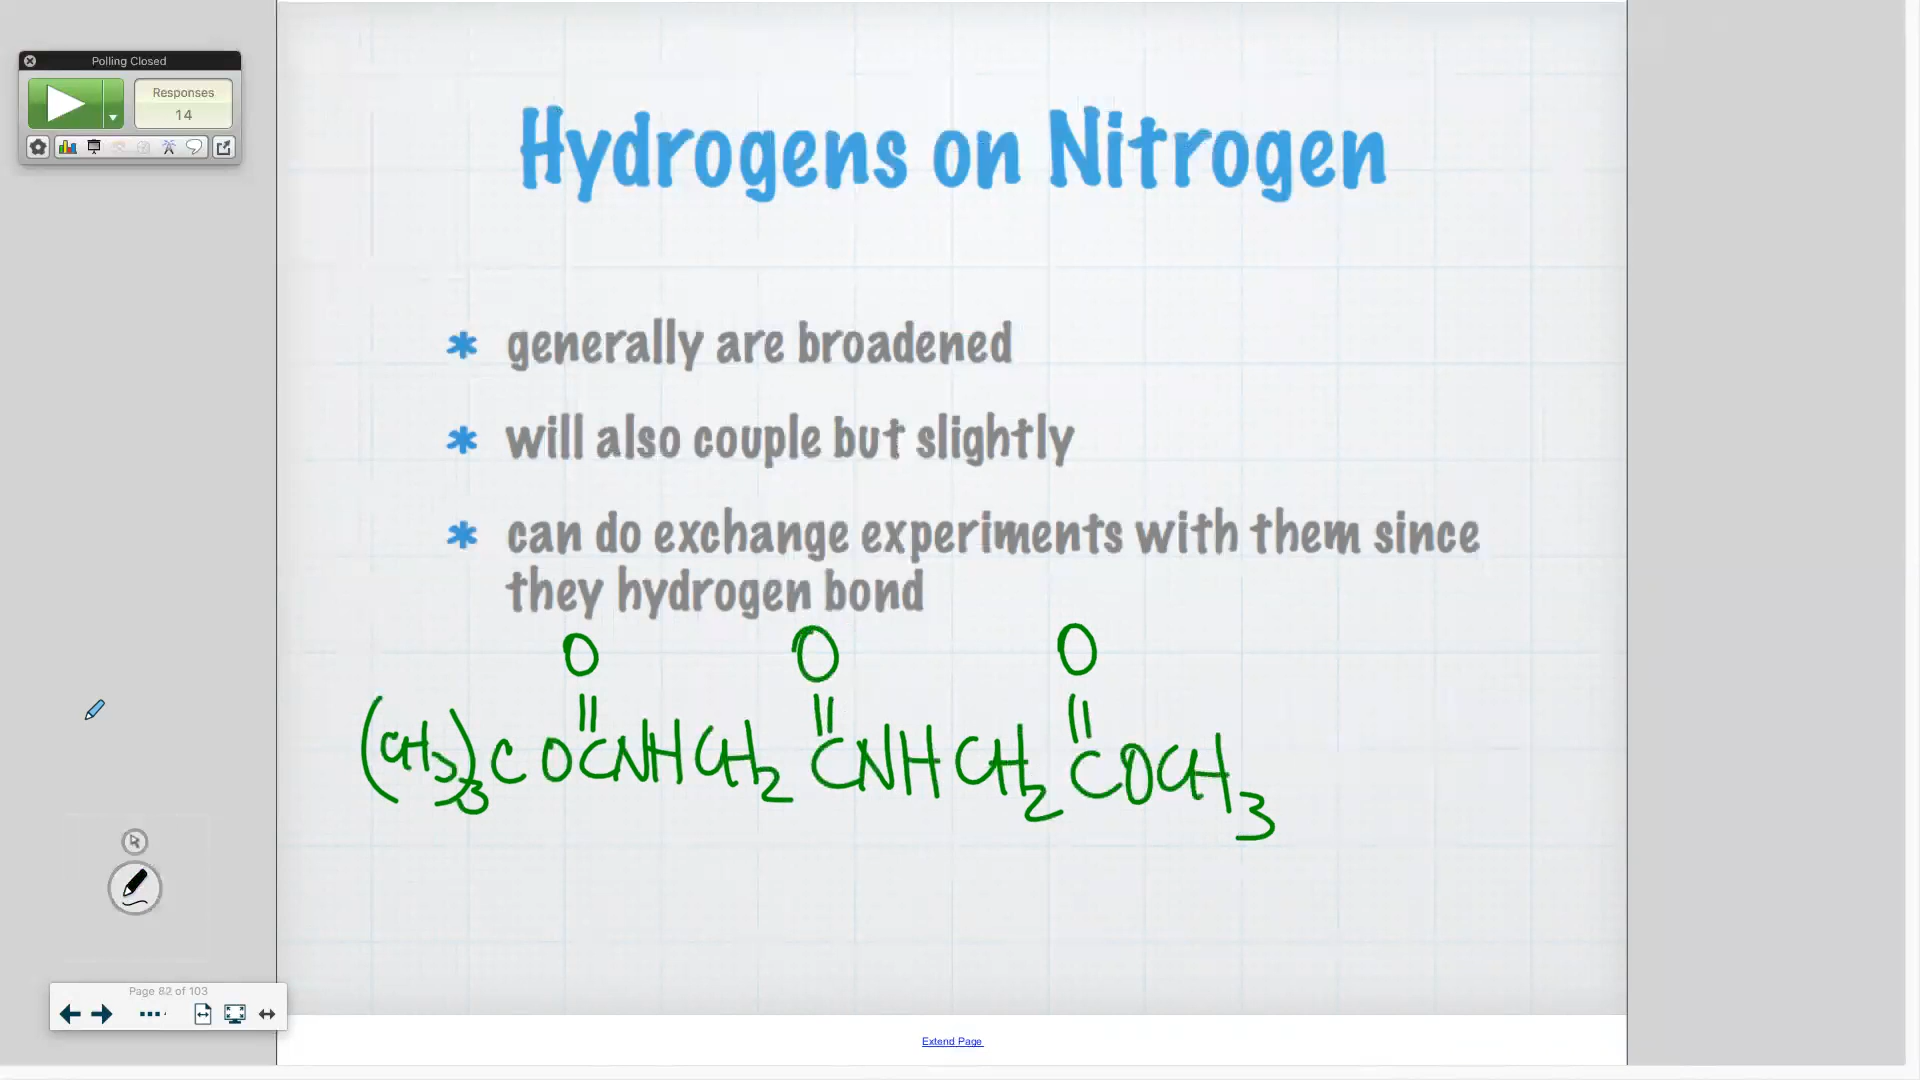 Polling Closed
Responses
14
Hydrogens on Nitrogen
* generally are broadened
* will also couple but slightly
* can do exchange experiments with them since
they hydrogen bond
O O O
(CH3)3COCNHCH2CNHCH2COCH3
Page 82 of 103
Extend Page